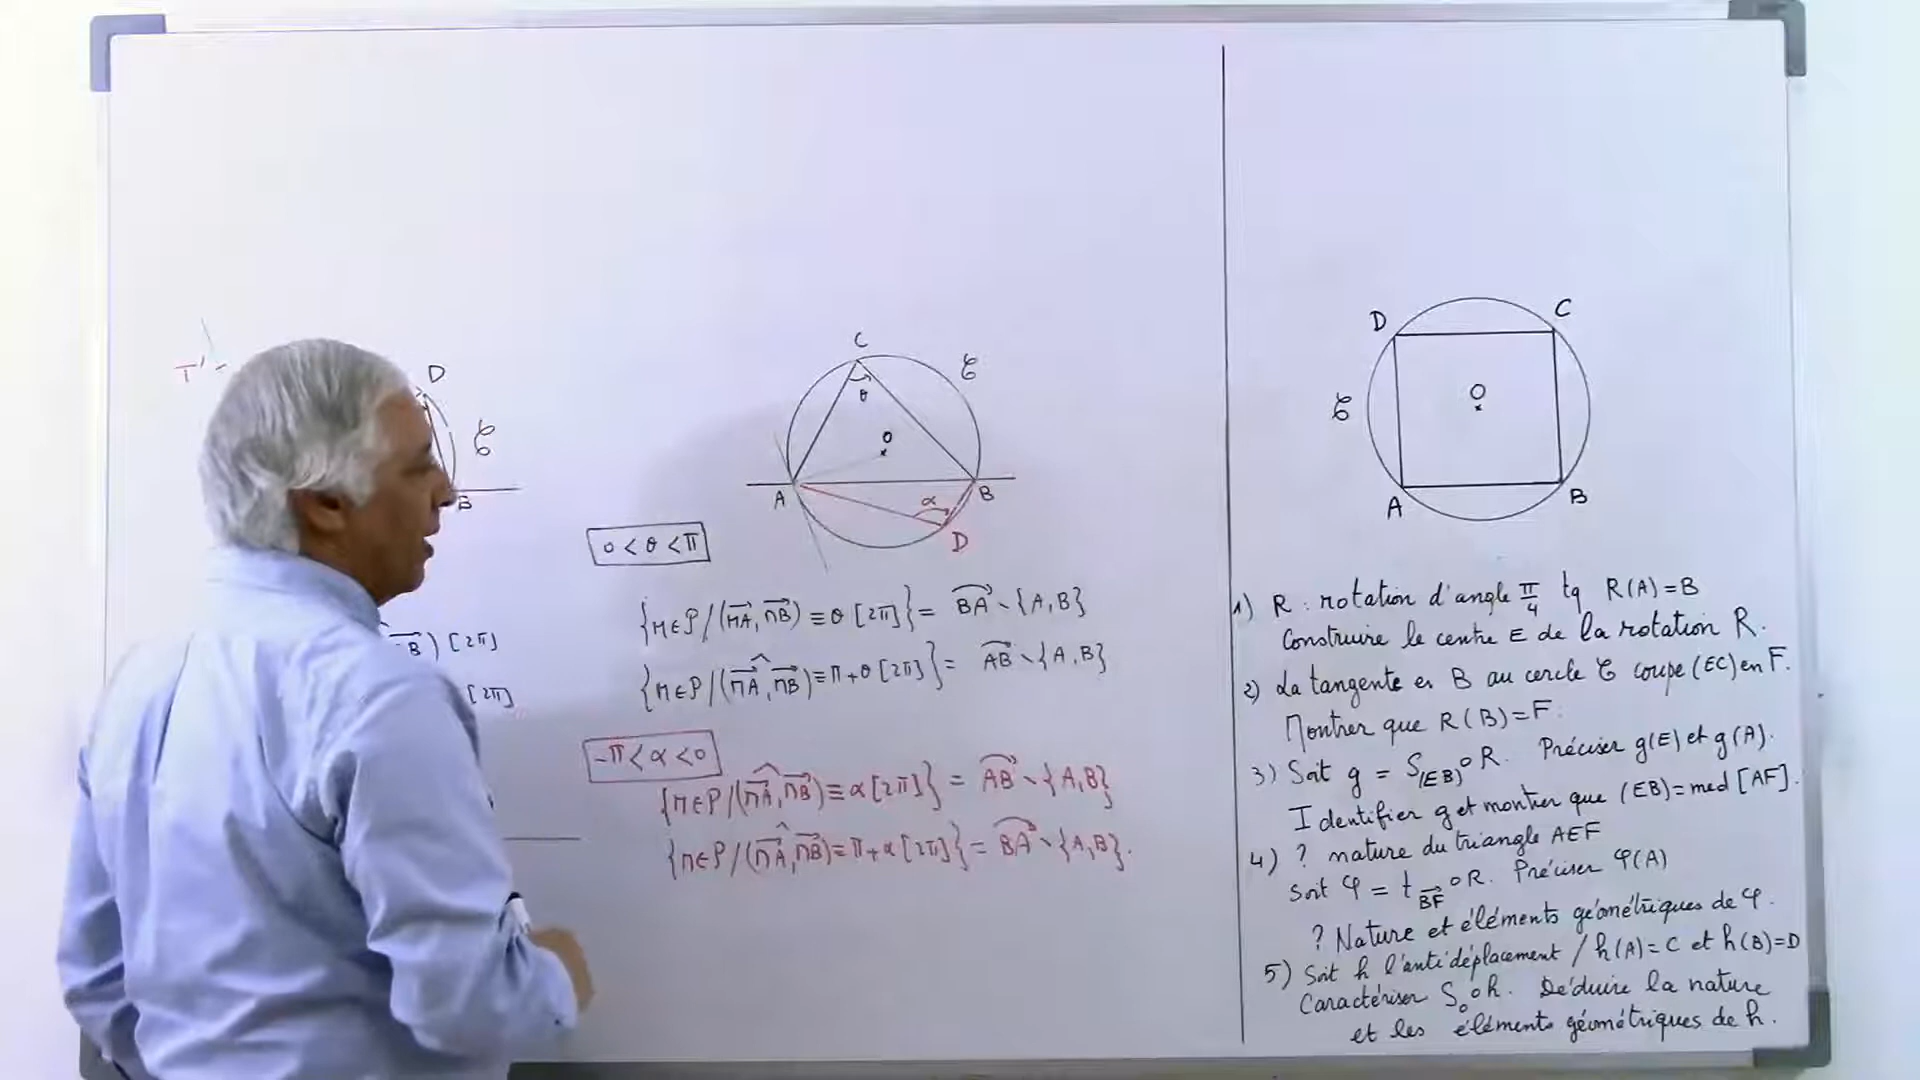 T'
D
𝒞
B
B) [2π]
[2π]
C
θ
𝒞
O
A
B
α
D
0 < θ < π
{M ∈ P / (MA, MB) ≡ θ [2π]} = BA \ {A, B}
{M ∈ P / (MA, MB) ≡ π + θ [2π]} = AB \ {A, B}
-π < α < 0
{M ∈ P / (MA, MB) ≡ α [2π]} = AB \ {A, B}
{M ∈ P / (MA, MB) ≡ π + α [2π]} = BA \ {A, B}.
D
C
O
𝒞
A
B
1) R : rotation d'angle π/4 tq R(A) = B
Construire le centre E de la rotation R.
2) La tangente en B au cercle 𝒞 coupe (EC) en F.
Montrer que R(B) = F.
3) Soit g = S(EB) o R. Préciser g(E) et g(A).
Identifier g et montrer que (EB) = med [AF].
4) ? nature du triangle AEF
Soit φ = t BF o R. Préciser φ(A)
? Nature et éléments géométriques de φ.
5) Soit h l'antidéplacement / h(A) = C et h(B) = D
Caractériser S₀ o h. Déduire la nature
et les éléments géométriques de h.